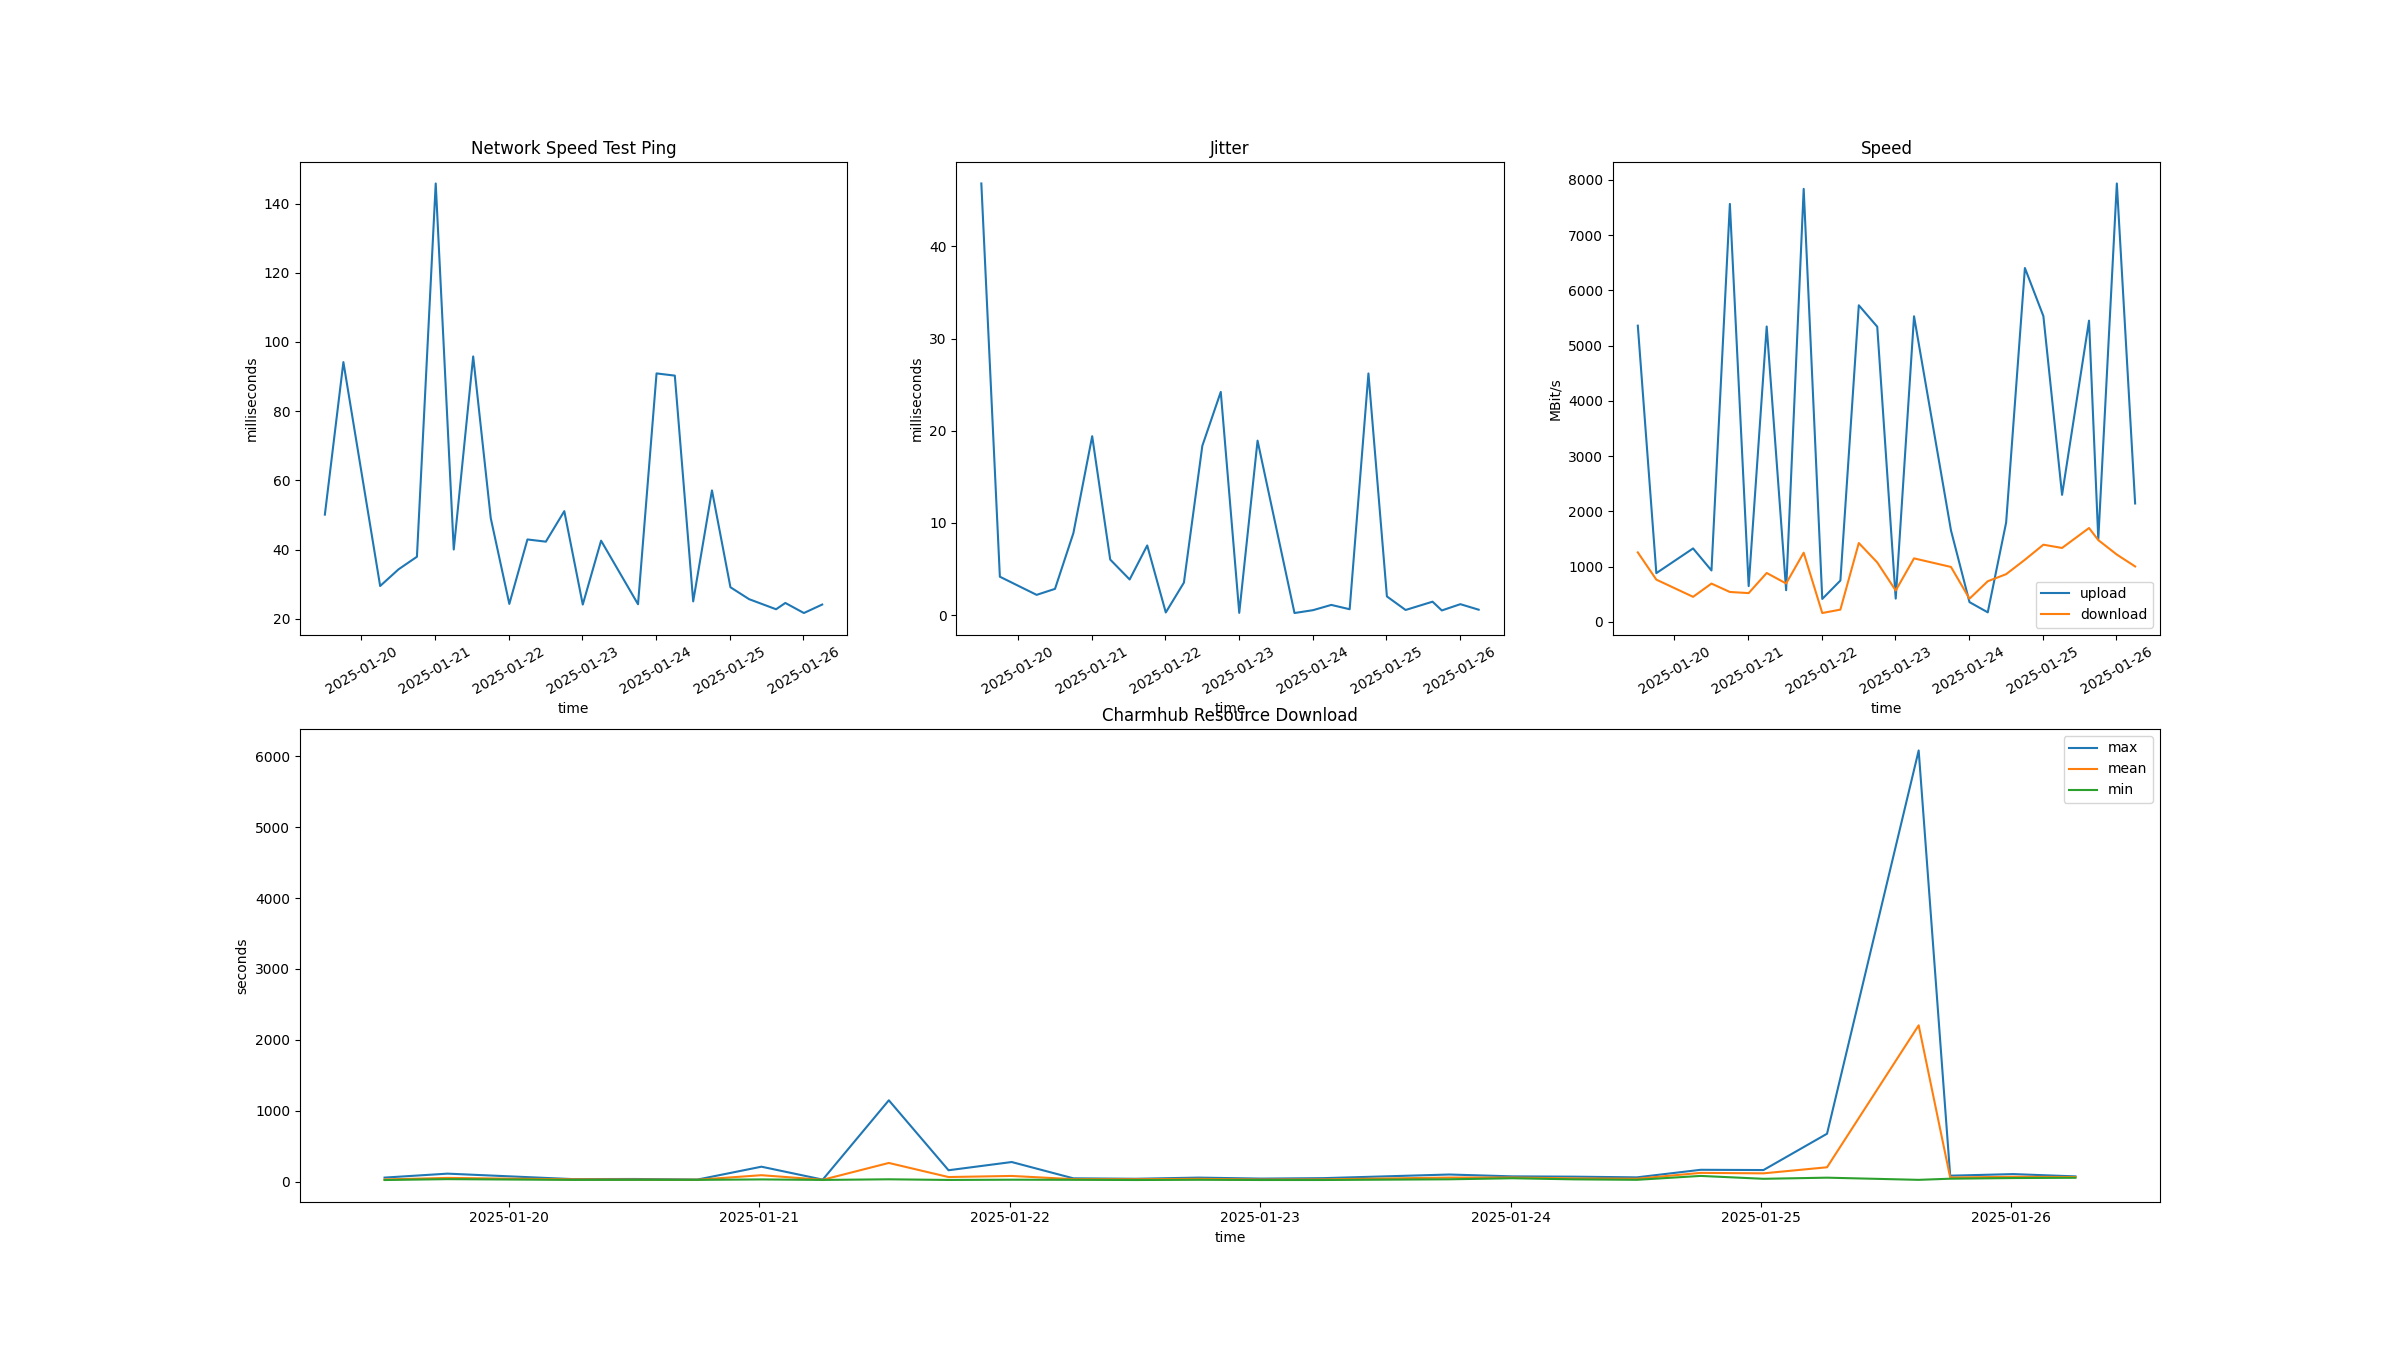 Network Speed Test Ping
milliseconds
140
120
100
80
60
40
20
2025-01-20 2025-01-21 2025-01-22 2025-01-23 2025-01-24 2025-01-25 2025-01-26
time
Jitter
milliseconds
40
30
20
10
0
2025-01-20 2025-01-21 2025-01-22 2025-01-23 2025-01-24 2025-01-25 2025-01-26
time
Speed
MBit/s
8000
7000
6000
5000
4000
3000
2000
1000
0
upload
download
2025-01-20 2025-01-21 2025-01-22 2025-01-23 2025-01-24 2025-01-25 2025-01-26
time
Charmhub Resource Download
seconds
6000
5000
4000
3000
2000
1000
0
max
mean
min
2025-01-20 2025-01-21 2025-01-22 2025-01-23 2025-01-24 2025-01-25 2025-01-26
time